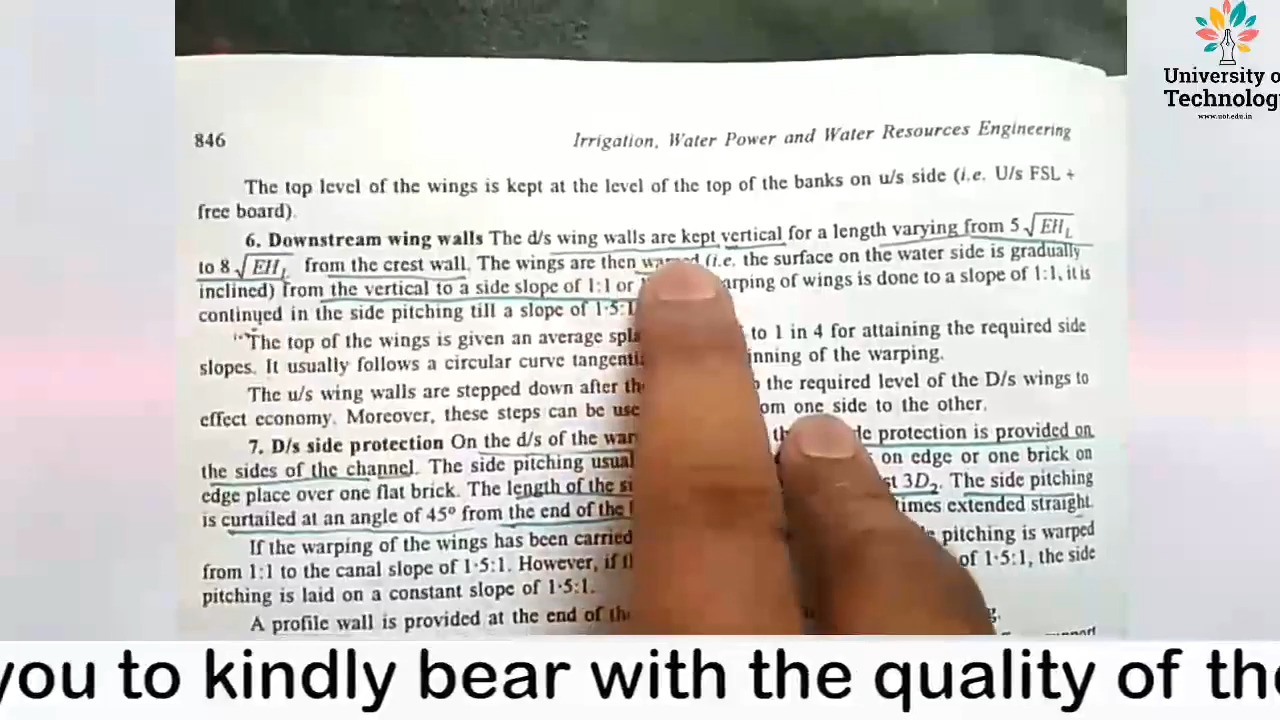 University o
Technology
www.uot.edu.in
846
Irrigation, Water Power and Water Resources Engineering
The top level of the wings is kept at the level of the top of the banks on u/s side (i.e. U/s FSL +
free board).
6. Downstream wing walls The d/s wing walls are kept vertical for a length varying from 5√EH_L
to 8√EH_L from the crest wall. The wings are then warped (i.e. the surface on the water side is gradually
inclined) from the vertical to a side slope of 1:1 or arping of wings is done to a slope of 1:1, it is
continued in the side pitching till a slope of 1·5:1
The top of the wings is given an average spla to 1 in 4 for attaining the required side
slopes. It usually follows a circular curve tangenti inning of the warping.
The u/s wing walls are stepped down after the the required level of the D/s wings to
effect economy. Moreover, these steps can be use om one side to the other.
7. D/s side protection On the d/s of the war de protection is provided on
the sides of the channel. The side pitching usual on edge or one brick on
edge place over one flat brick. The length of the si st 3D₂. The side pitching
is curtailed at an angle of 45° from the end of the times extended straight.
If the warping of the wings has been carried pitching is warped
from 1:1 to the canal slope of 1·5:1. However, if of 1·5:1, the side
pitching is laid on a constant slope of 1·5:1.
A profile wall is provided at the end of the
you to kindly bear with the quality of the